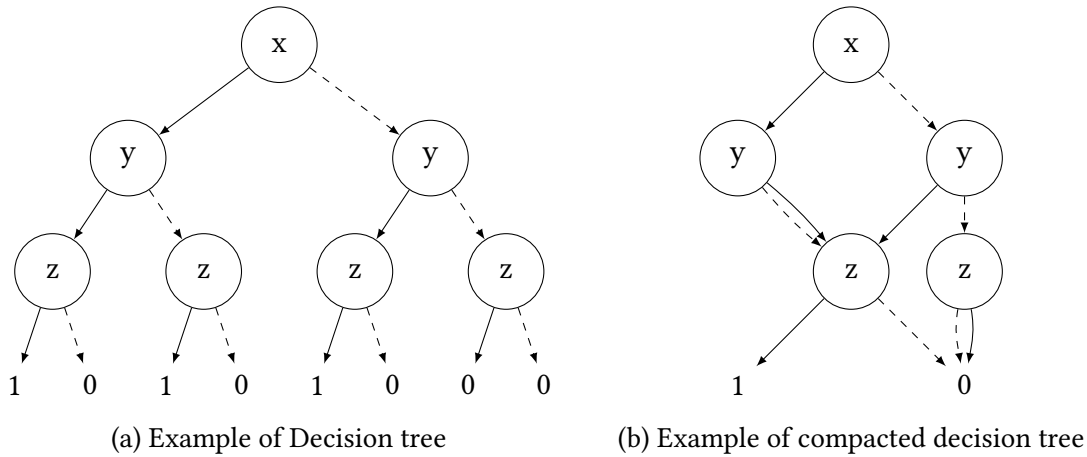 x x
y y y y
z z z z z z
1 0 1 0 1 0 0 0 1 0
(a) Example of Decision tree
(b) Example of compacted decision tree